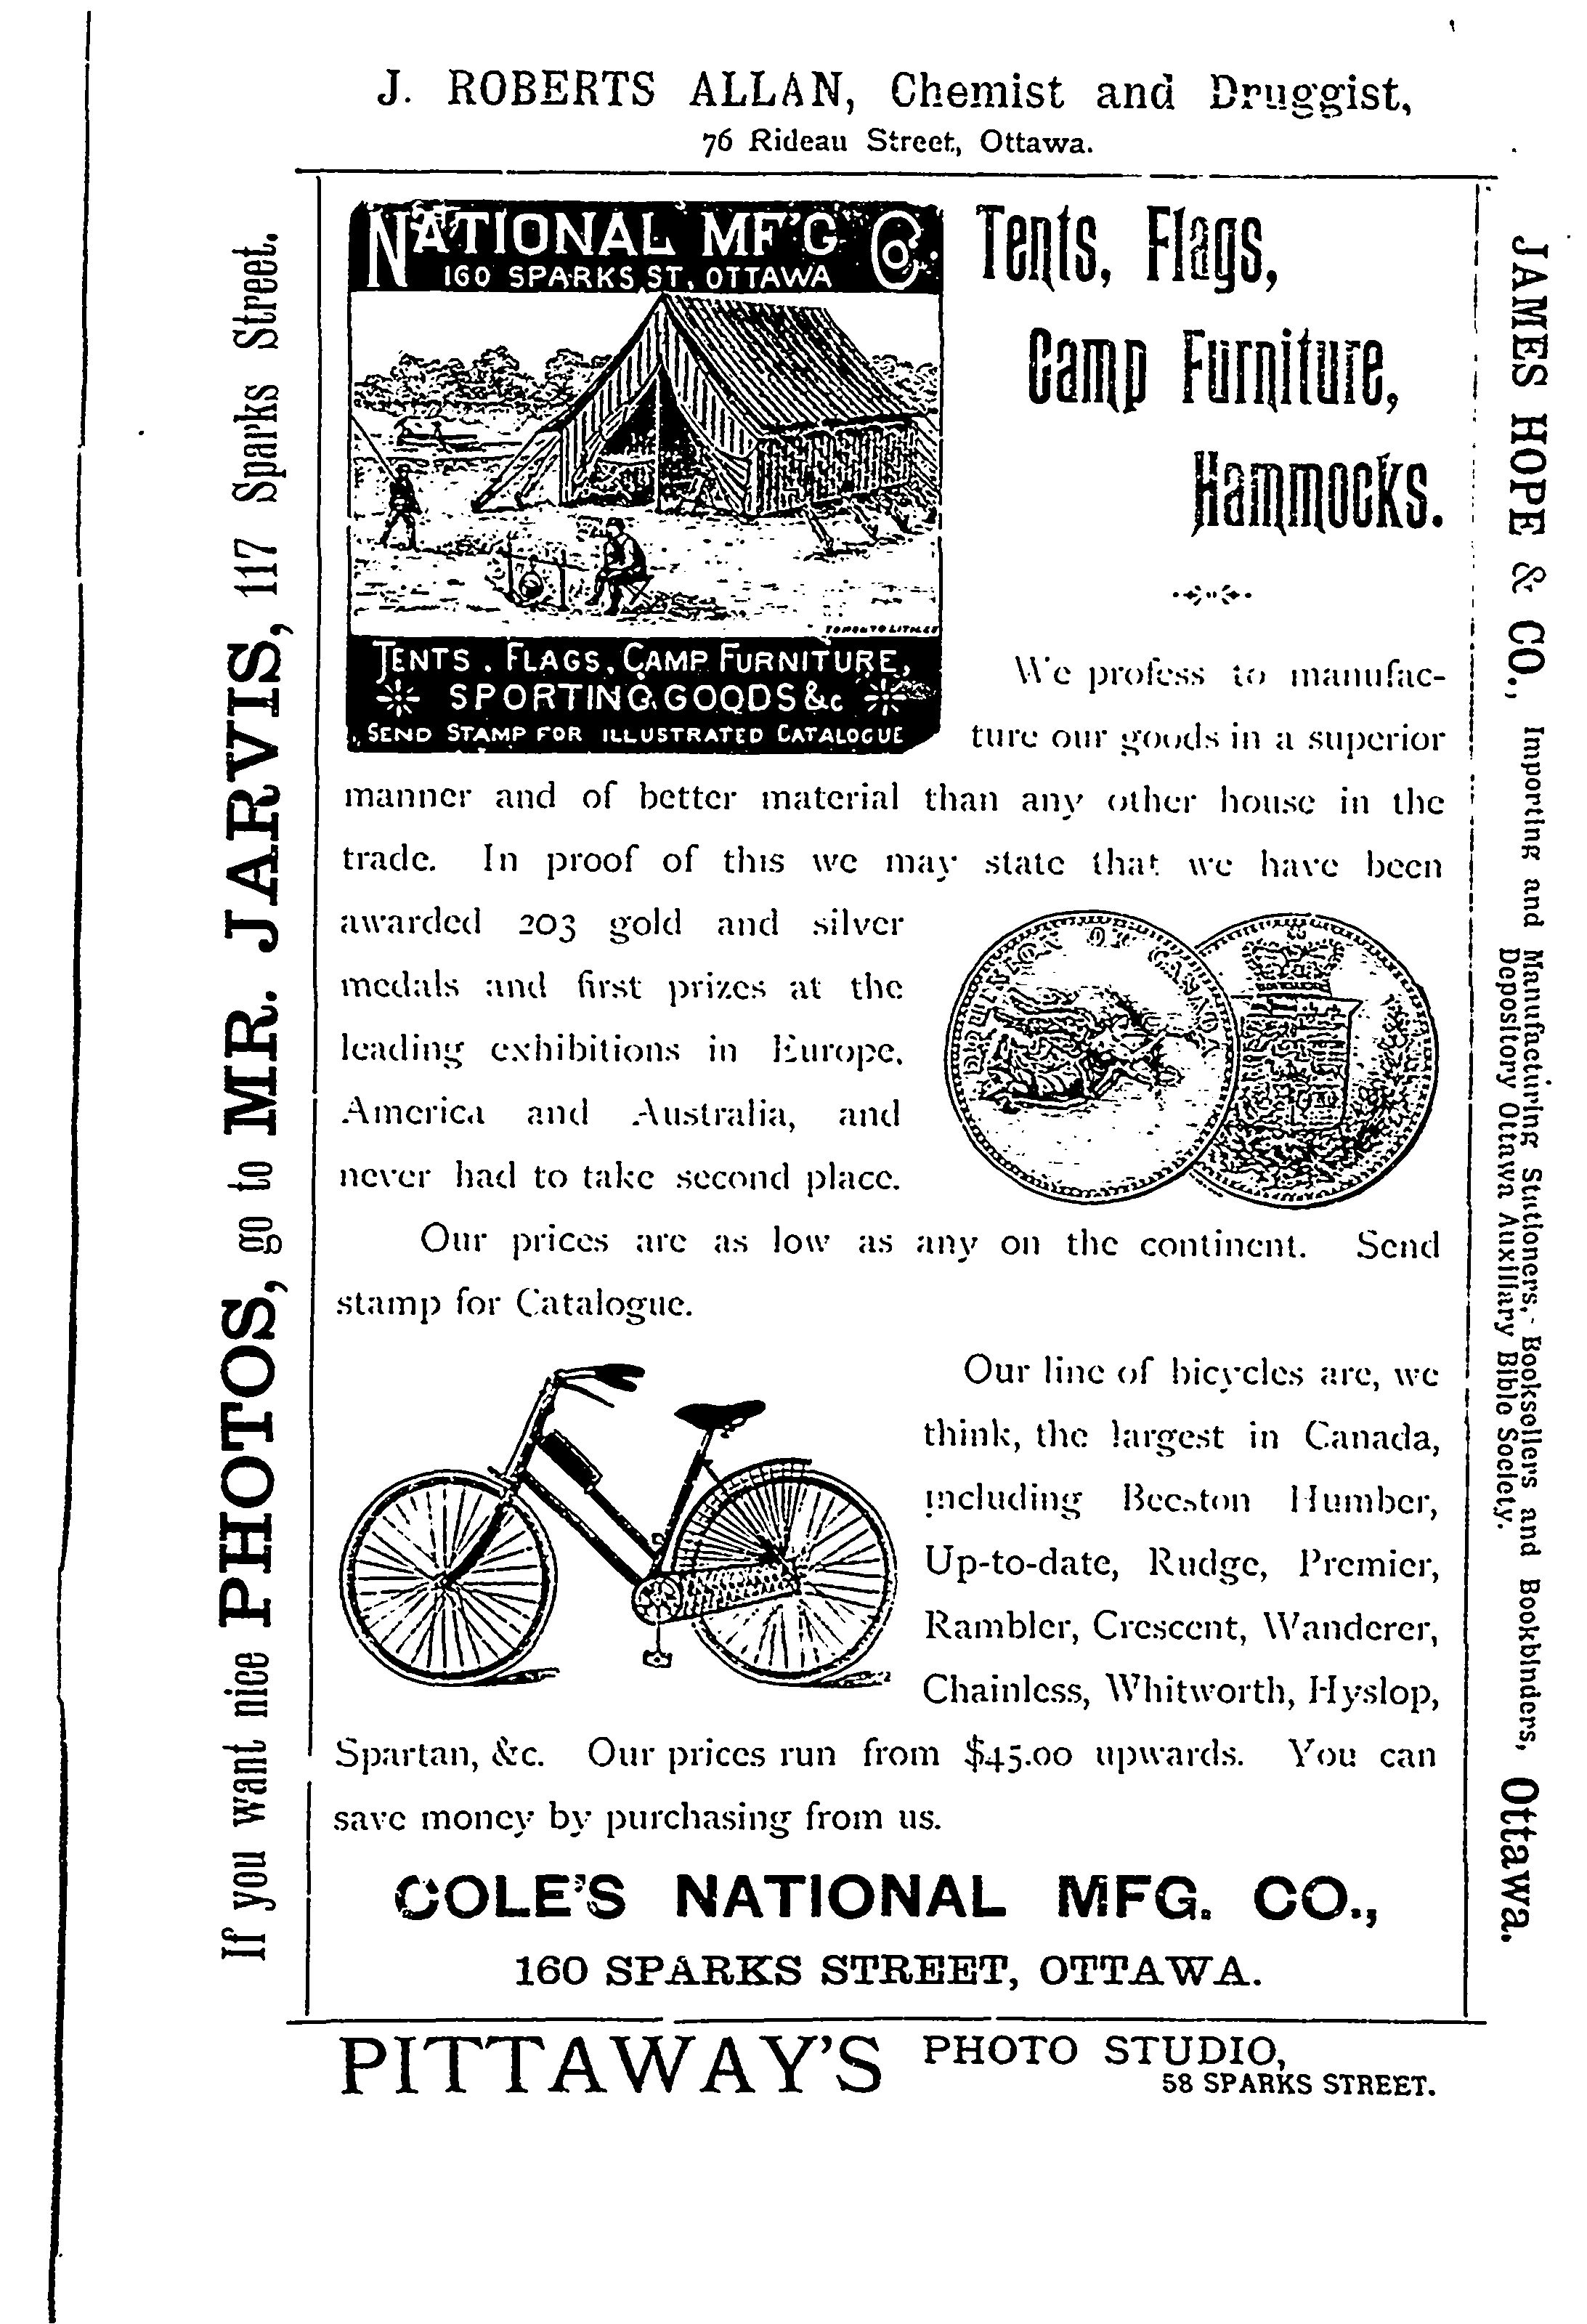 J. ROBERTS ALLAN, Chemist and Druggist,
76 Rideau Street, Ottawa.
If you want nice PHOTOS, go to MR. JARVIS, 117 Sparks Street.
NATIONAL MF'G Co.
160 SPARKS ST, OTTAWA
TENTS, FLAGS, CAMP FURNITURE,
SPORTING GOODS &c
SEND STAMP FOR ILLUSTRATED CATALOGUE
Tents, Flags,
Camp Furniture,
Hammocks.
We profess to manufac-
ture our goods in a superior
manner and of better material than any other house in the
trade. In proof of this we may state that we have been
awarded 203 gold and silver
medals and first prizes at the
leading exhibitions in Europe,
America and Australia, and
never had to take second place.
DOMINION OF CANADA
Our prices are as low as any on the continent. Send
stamp for Catalogue.
Our line of bicycles are, we
think, the largest in Canada,
including Beeston Humber,
Up-to-date, Rudge, Premier,
Rambler, Crescent, Wanderer,
Chainless, Whitworth, Hyslop,
Spartan, &c. Our prices run from $45.00 upwards. You can
save money by purchasing from us.
COLE'S NATIONAL MFG. CO.,
160 SPARKS STREET, OTTAWA.
JAMES HOPE & CO., Importing and Manufacturing Stationers, Booksellers and Bookbinders, Ottawa.
Depository Ottawa Auxiliary Bible Society.
PITTAWAY'S PHOTO STUDIO,
58 SPARKS STREET.